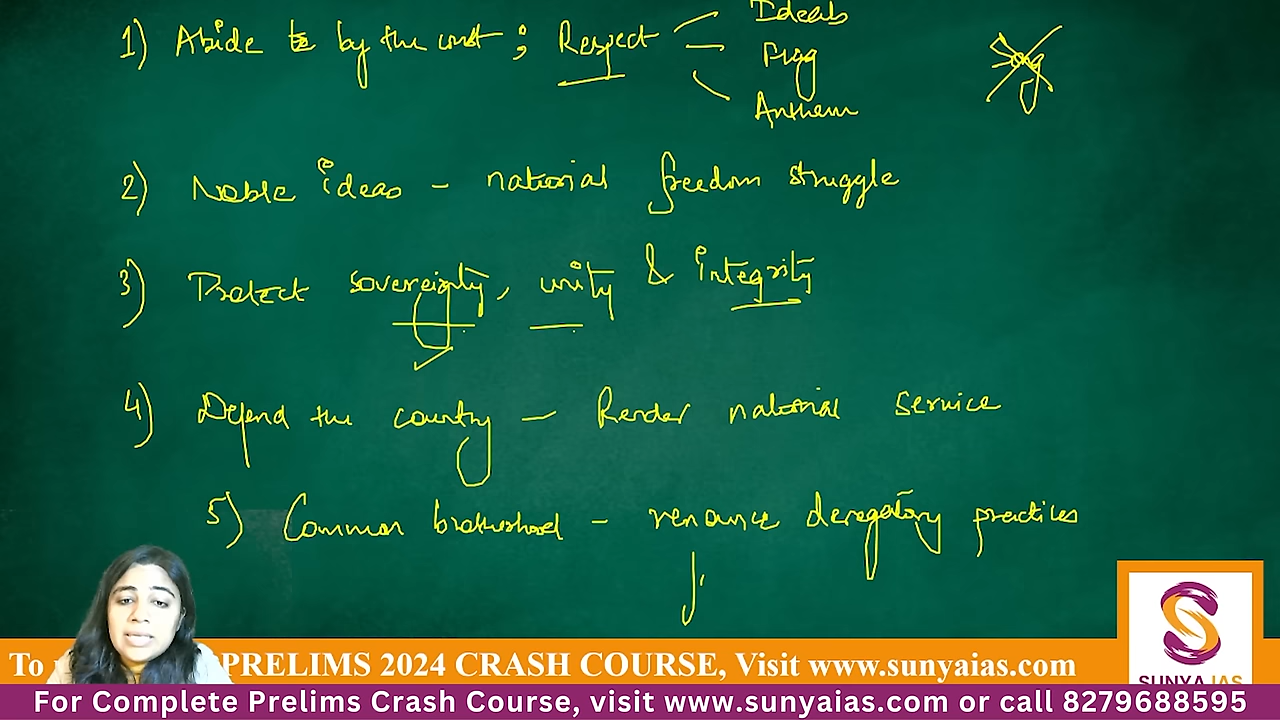 Ideals
1) Abide by the const ; Respect
Flag
Song
Anthem
2) Noble ideas - national freedom struggle
3) Protect sovereignty, unity & integrity
4) Defend the country - Render national service
5) Common brotherhood - renounce derogatory practices
To PRELIMS 2024 CRASH COURSE, Visit www.sunyaias.com
SUNYA IAS
For Complete Prelims Crash Course, visit www.sunyaias.com or call 8279688595